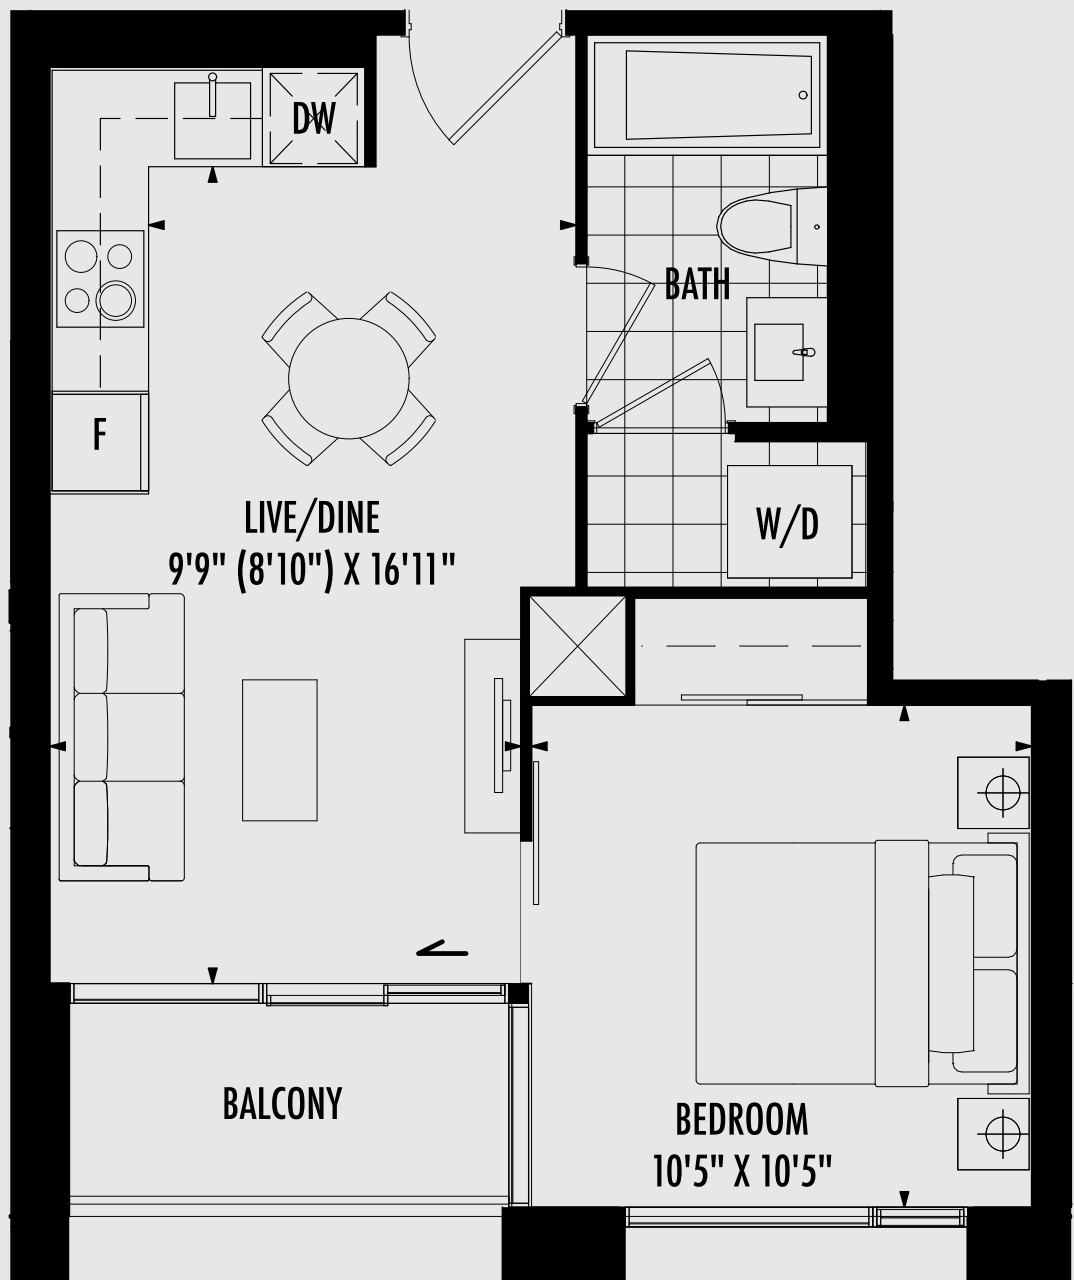 DW
BATH
F
LIVE/DINE
9'9" (8'10") X 16'11"
W/D
BALCONY
BEDROOM
10'5" X 10'5"